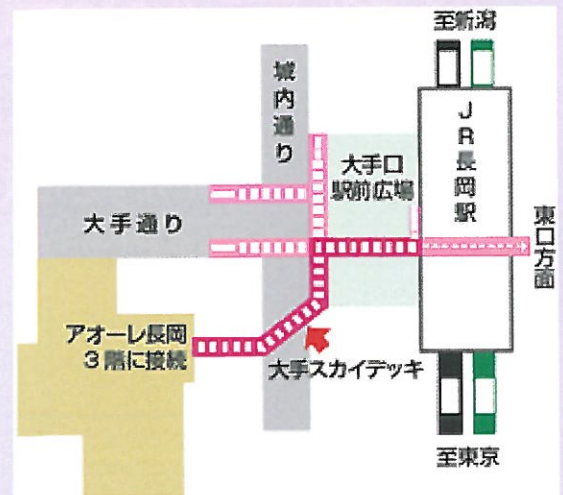 至新潟
城内通り
JR長岡駅
大手口
駅前広場
大手通り
東口方面
アオーレ長岡
3階に接続
大手スカイデッキ
至東京